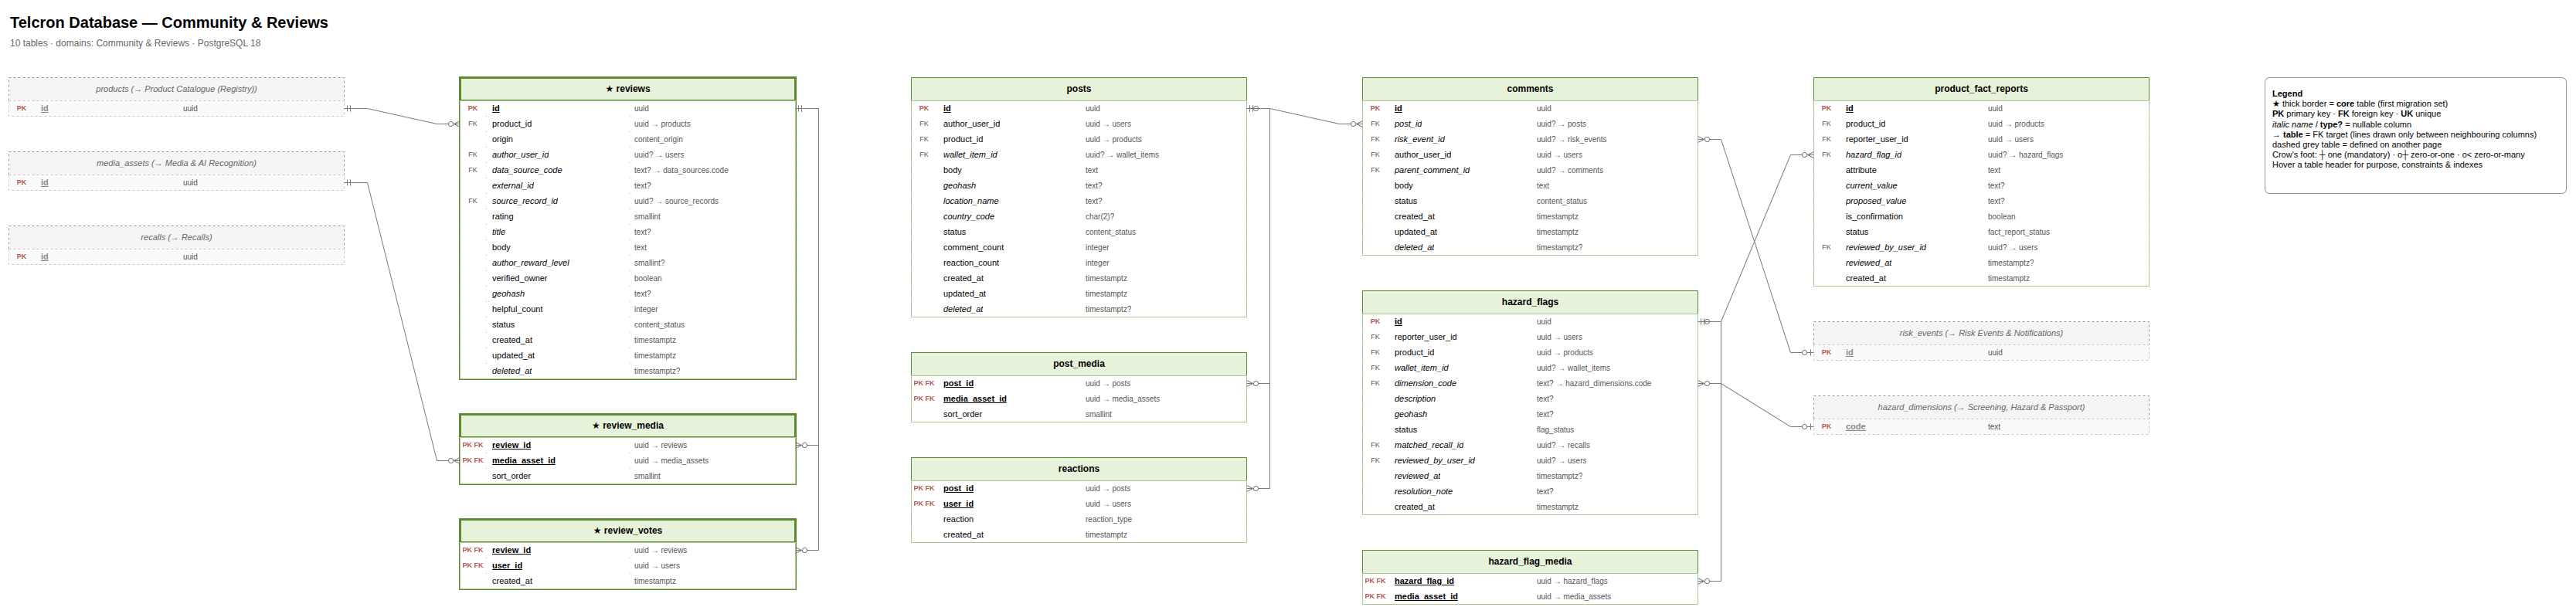 Telcron Database — Community & Reviews
10 tables · domains: Community & Reviews · PostgreSQL 18
products (→ Product Catalogue (Registry))
PK id uuid
media_assets (→ Media & AI Recognition)
PK id uuid
recalls (→ Recalls)
PK id uuid
★ reviews
PK id uuid
FK product_id uuid → products
origin content_origin
FK author_user_id uuid? → users
FK data_source_code text? → data_sources.code
external_id text?
FK source_record_id uuid? → source_records
rating smallint
title text?
body text
author_reward_level smallint?
verified_owner boolean
geohash text?
helpful_count integer
status content_status
created_at timestamptz
updated_at timestamptz
deleted_at timestamptz?
★ review_media
PK FK review_id uuid → reviews
PK FK media_asset_id uuid → media_assets
sort_order smallint
★ review_votes
PK FK review_id uuid → reviews
PK FK user_id uuid → users
created_at timestamptz
posts
PK id uuid
FK author_user_id uuid → users
FK product_id uuid → products
FK wallet_item_id uuid? → wallet_items
body text
geohash text?
location_name text?
country_code char(2)?
status content_status
comment_count integer
reaction_count integer
created_at timestamptz
updated_at timestamptz
deleted_at timestamptz?
post_media
PK FK post_id uuid → posts
PK FK media_asset_id uuid → media_assets
sort_order smallint
reactions
PK FK post_id uuid → posts
PK FK user_id uuid → users
reaction reaction_type
created_at timestamptz
comments
PK id uuid
FK post_id uuid? → posts
FK risk_event_id uuid? → risk_events
FK author_user_id uuid → users
FK parent_comment_id uuid? → comments
body text
status content_status
created_at timestamptz
updated_at timestamptz
deleted_at timestamptz?
hazard_flags
PK id uuid
FK reporter_user_id uuid → users
FK product_id uuid → products
FK wallet_item_id uuid? → wallet_items
FK dimension_code text? → hazard_dimensions.code
description text?
geohash text?
status flag_status
FK matched_recall_id uuid? → recalls
FK reviewed_by_user_id uuid? → users
reviewed_at timestamptz?
resolution_note text?
created_at timestamptz
hazard_flag_media
PK FK hazard_flag_id uuid → hazard_flags
PK FK media_asset_id uuid → media_assets
product_fact_reports
PK id uuid
FK product_id uuid → products
FK reporter_user_id uuid → users
FK hazard_flag_id uuid? → hazard_flags
attribute text
current_value text?
proposed_value text?
is_confirmation boolean
status fact_report_status
FK reviewed_by_user_id uuid? → users
reviewed_at timestamptz?
created_at timestamptz
risk_events (→ Risk Events & Notifications)
PK id uuid
hazard_dimensions (→ Screening, Hazard & Passport)
PK code text
Legend
★ thick border = core table (first migration set)
PK primary key · FK foreign key · UK unique
italic name / type? = nullable column
→ table = FK target (lines drawn only between neighbouring columns)
dashed grey table = defined on another page
Crow's foot: ┼ one (mandatory) · o┼ zero-or-one · o< zero-or-many
Hover a table header for purpose, constraints & indexes